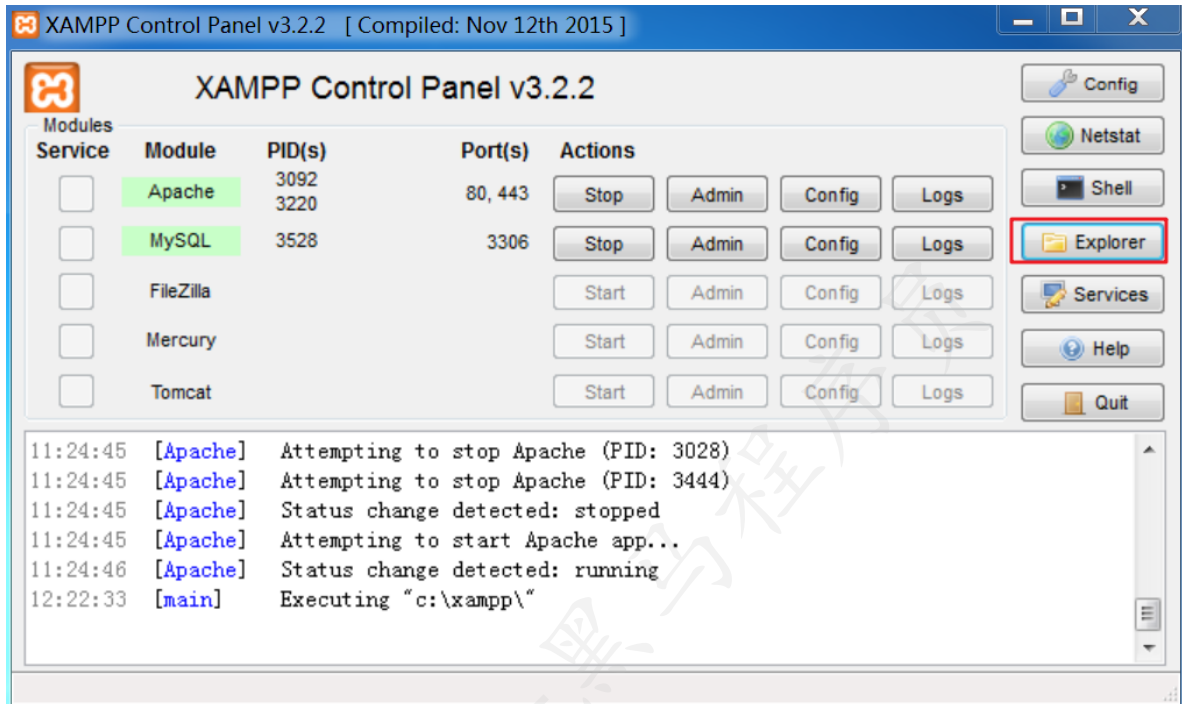 XAMPP Control Panel v3.2.2 [ Compiled: Nov 12th 2015 ]
XAMPP Control Panel v3.2.2
Config
Modules
Netstat
Service Module PID(s) Port(s) Actions
Apache 3092 3220 80, 443 Stop Admin Config Logs
Shell
MySQL 3528 3306 Stop Admin Config Logs
Explorer
FileZilla Start Admin Config Logs
Services
Mercury Start Admin Config Logs
Help
Tomcat Start Admin Config Logs
Quit
11:24:45 [Apache] Attempting to stop Apache (PID: 3028)
11:24:45 [Apache] Attempting to stop Apache (PID: 3444)
11:24:45 [Apache] Status change detected: stopped
11:24:45 [Apache] Attempting to start Apache app...
11:24:46 [Apache] Status change detected: running
12:22:33 [main] Executing "c:\xampp\"
黑马程序员